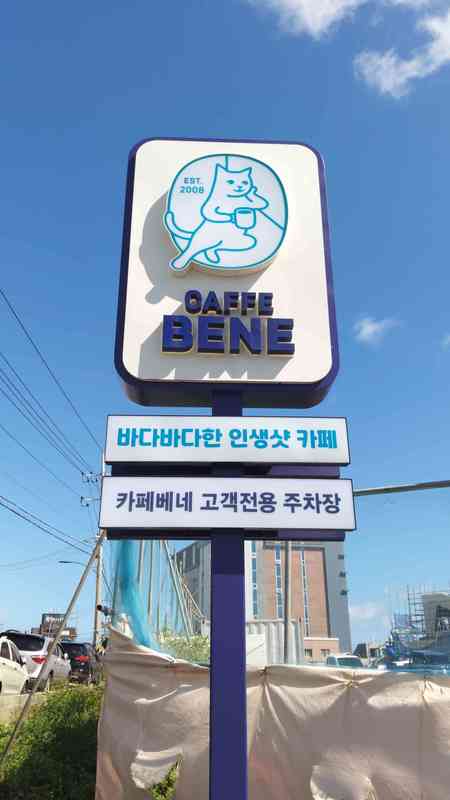 EST.
2008
CAFFE
BENE
바다바다한 인생샷 카페
카페베네 고객전용 주차장